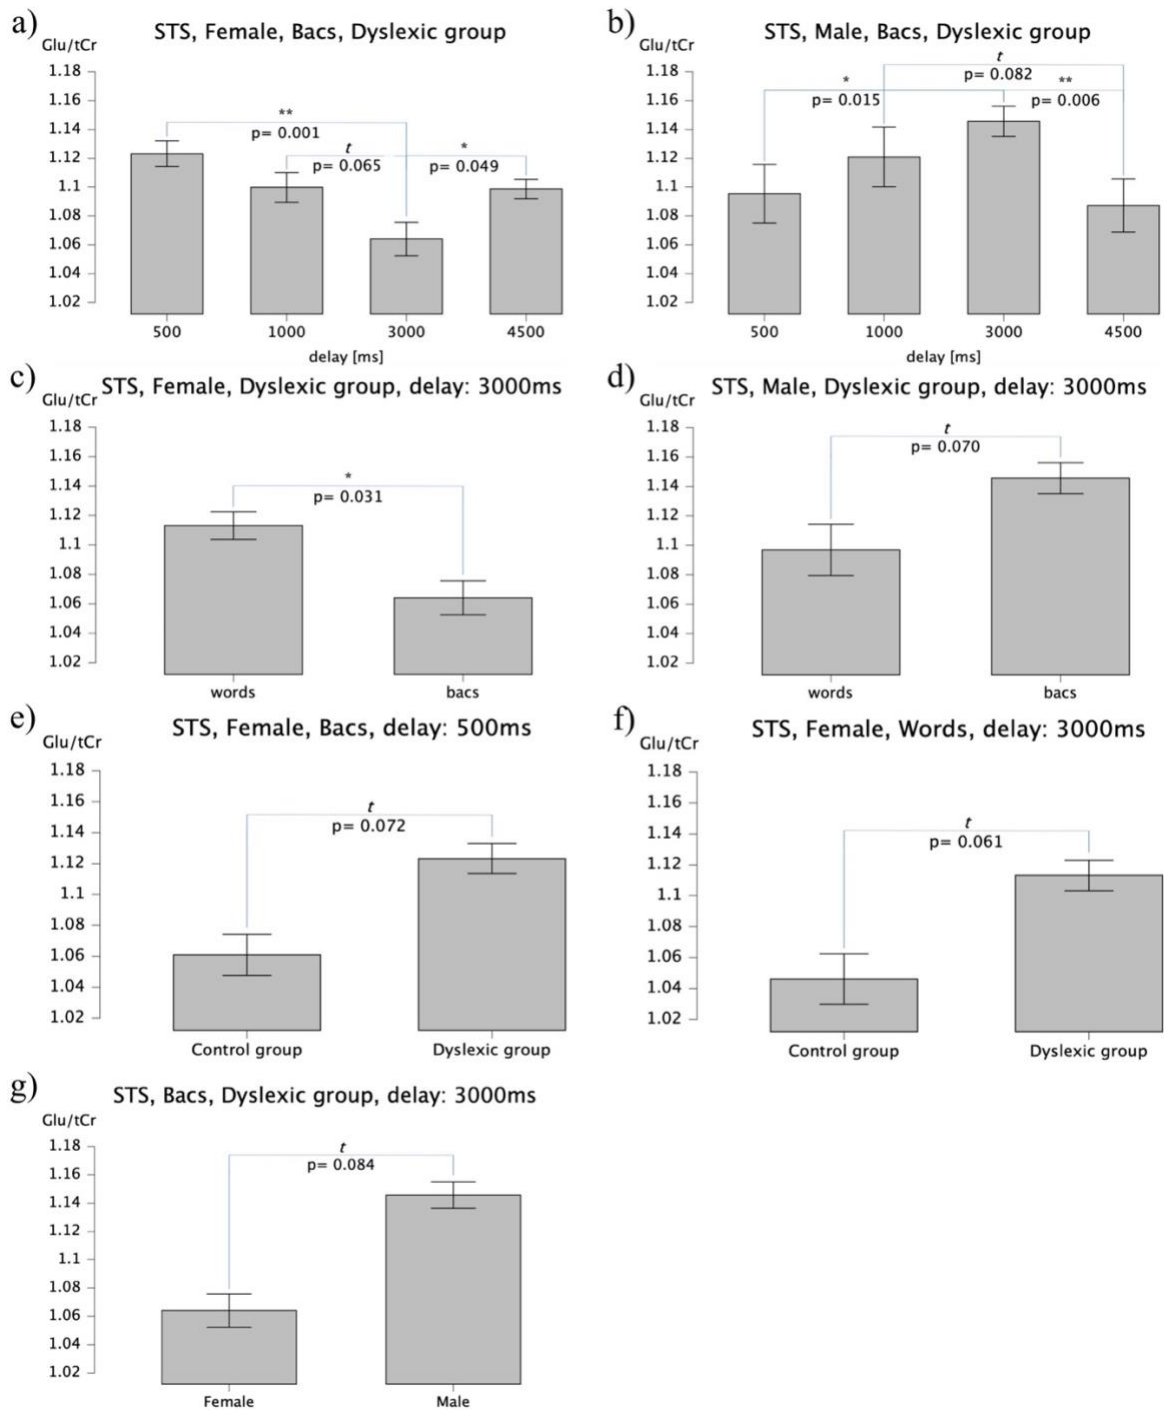 a)
STS, Female, Bacs, Dyslexic group
Glu/tCr
1.18
1.16
1.14
1.12
1.1
1.08
1.06
1.04
1.02
**
p= 0.001
t
p= 0.065
*
p= 0.049
500 1000 3000 4500
delay [ms]
b)
STS, Male, Bacs, Dyslexic group
Glu/tCr
1.18
1.16
1.14
1.12
1.1
1.08
1.06
1.04
1.02
t
p= 0.082
*
p= 0.015
**
p= 0.006
500 1000 3000 4500
delay [ms]
c)
STS, Female, Dyslexic group, delay: 3000ms
Glu/tCr
1.18
1.16
1.14
1.12
1.1
1.08
1.06
1.04
1.02
*
p= 0.031
words bacs
d)
STS, Male, Dyslexic group, delay: 3000ms
Glu/tCr
1.18
1.16
1.14
1.12
1.1
1.08
1.06
1.04
1.02
t
p= 0.070
words bacs
e)
STS, Female, Bacs, delay: 500ms
Glu/tCr
1.18
1.16
1.14
1.12
1.1
1.08
1.06
1.04
1.02
t
p= 0.072
Control group Dyslexic group
f)
STS, Female, Words, delay: 3000ms
Glu/tCr
1.18
1.16
1.14
1.12
1.1
1.08
1.06
1.04
1.02
t
p= 0.061
Control group Dyslexic group
g)
STS, Bacs, Dyslexic group, delay: 3000ms
Glu/tCr
1.18
1.16
1.14
1.12
1.1
1.08
1.06
1.04
1.02
t
p= 0.084
Female Male